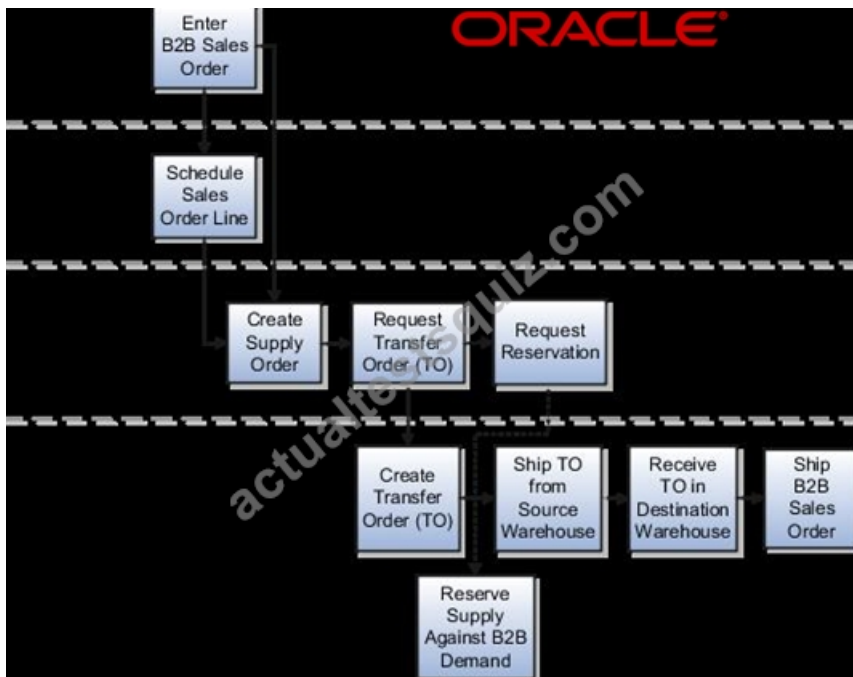 Enter
B2B Sales
Order
ORACLE®
Schedule
Sales
Order Line
Create
Supply
Order
Request
Transfer
Order (TO)
Request
Reservation
actualtestsquiz.com
Create
Transfer
Order (TO)
Ship TO
from
Source
Warehouse
Receive
TO in
Destination
Warehouse
Ship
B2B
Sales
Order
Reserve
Supply
Against B2B
Demand